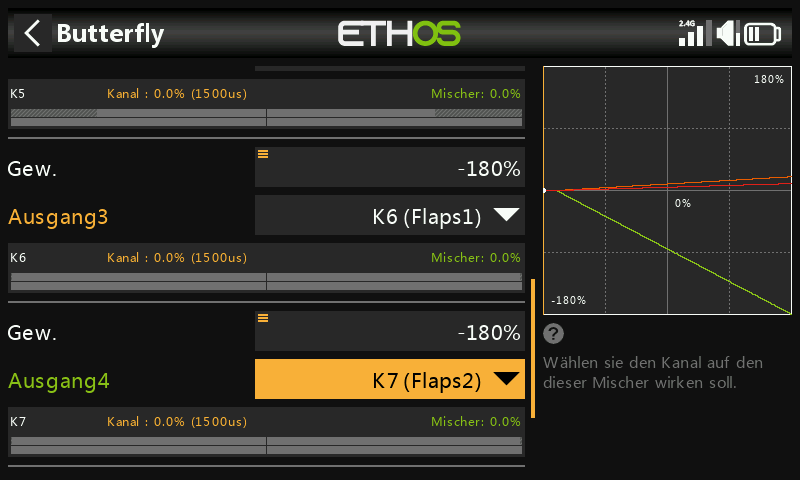 Butterfly
ETHOS
2.4G
K5 Kanal : 0.0% (1500us) Mischer: 0.0%
Gew. -180%
Ausgang3 K6 (Flaps1)
K6 Kanal : 0.0% (1500us) Mischer: 0.0%
Gew. -180%
Ausgang4 K7 (Flaps2)
K7 Kanal : 0.0% (1500us) Mischer: 0.0%
180%
0%
-180%
?
Wählen sie den Kanal auf den
dieser Mischer wirken soll.